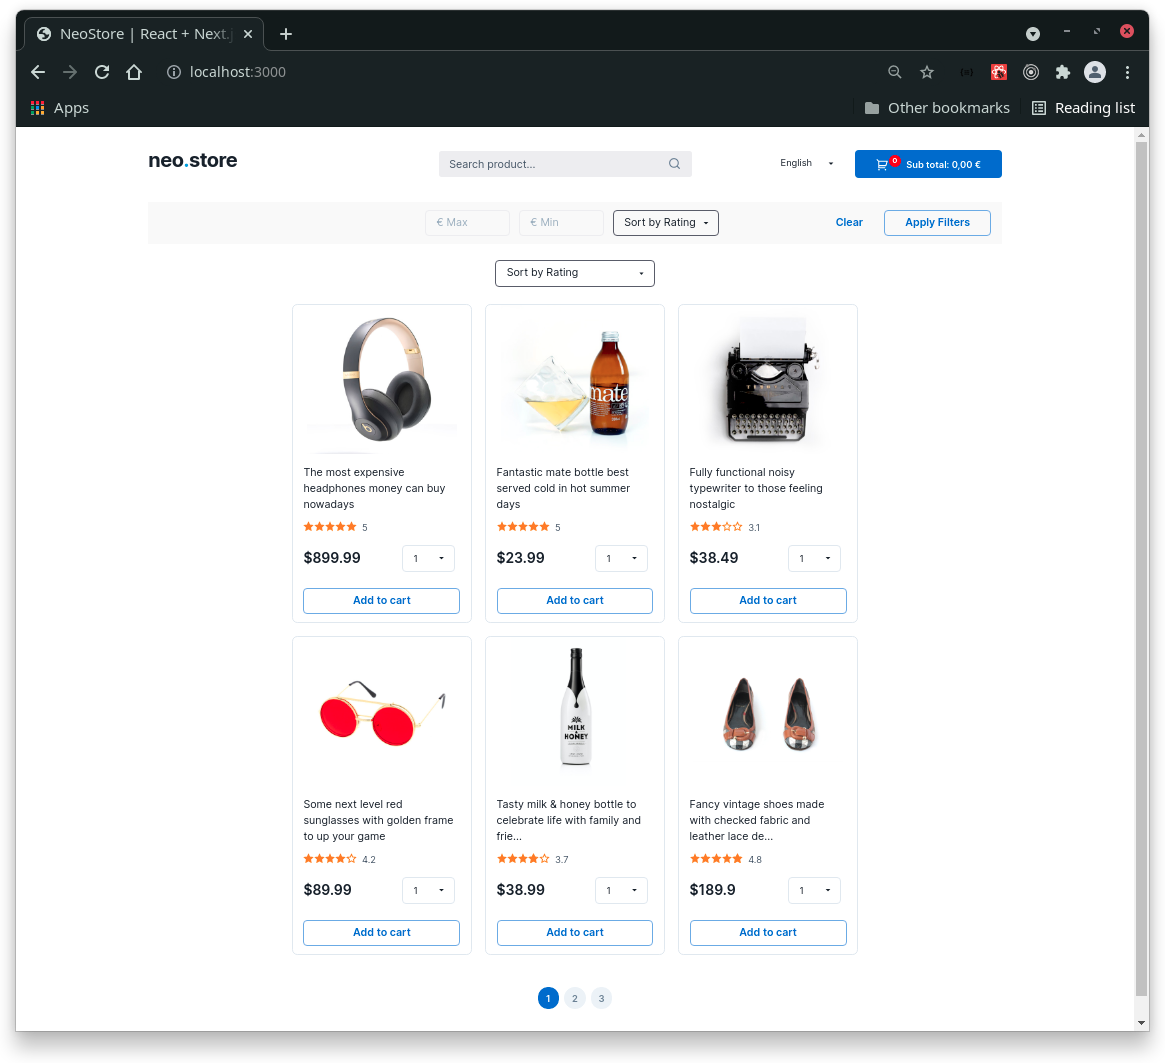 NeoStore | React + Next.j
localhost:3000
Apps
Other bookmarks
Reading list
neo.store
Search product...
English
0
Sub total: 0,00 €
€ Max
€ Min
Sort by Rating
Clear
Apply Filters
Sort by Rating
mate
The most expensive
headphones money can buy
nowadays
5
$899.99
1
Add to cart
Fantastic mate bottle best
served cold in hot summer
days
5
$23.99
1
Add to cart
Fully functional noisy
typewriter to those feeling
nostalgic
3.1
$38.49
1
Add to cart
MILK
HONEY
Some next level red
sunglasses with golden frame
to up your game
4.2
$89.99
1
Add to cart
Tasty milk & honey bottle to
celebrate life with family and
frie...
3.7
$38.99
1
Add to cart
Fancy vintage shoes made
with checked fabric and
leather lace de...
4.8
$189.9
1
Add to cart
1
2
3